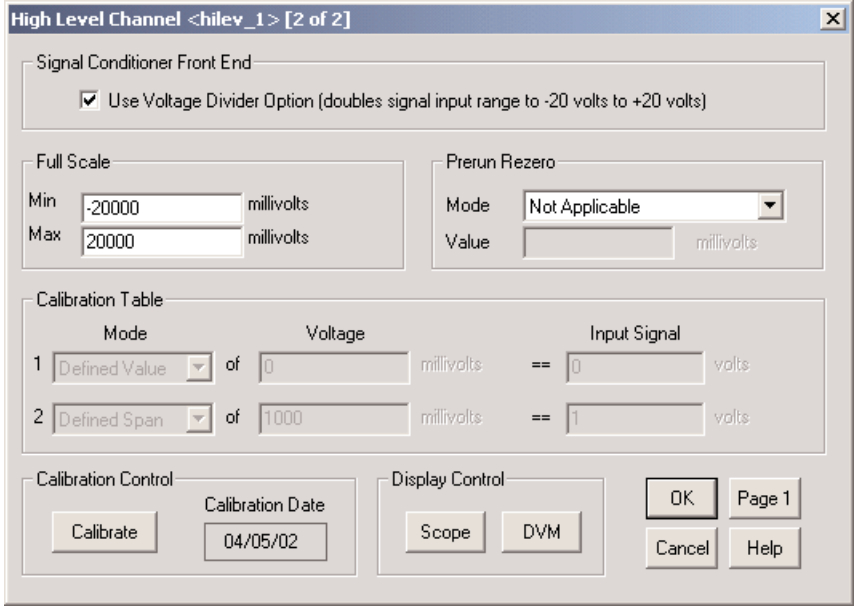 High Level Channel <hilev_1> [2 of 2]
Signal Conditioner Front End
Use Voltage Divider Option (doubles signal input range to -20 volts to +20 volts)
Full Scale
Min -20000 millivolts
Max 20000 millivolts
Prerun Rezero
Mode Not Applicable
Value millivolts
Calibration Table
Mode Voltage Input Signal
1 Defined Value of 0 millivolts == 0 volts
2 Defined Span of 1000 millivolts == 1 volts
Calibration Control
Calibrate
Calibration Date
04/05/02
Display Control
Scope DVM
OK Page 1
Cancel Help